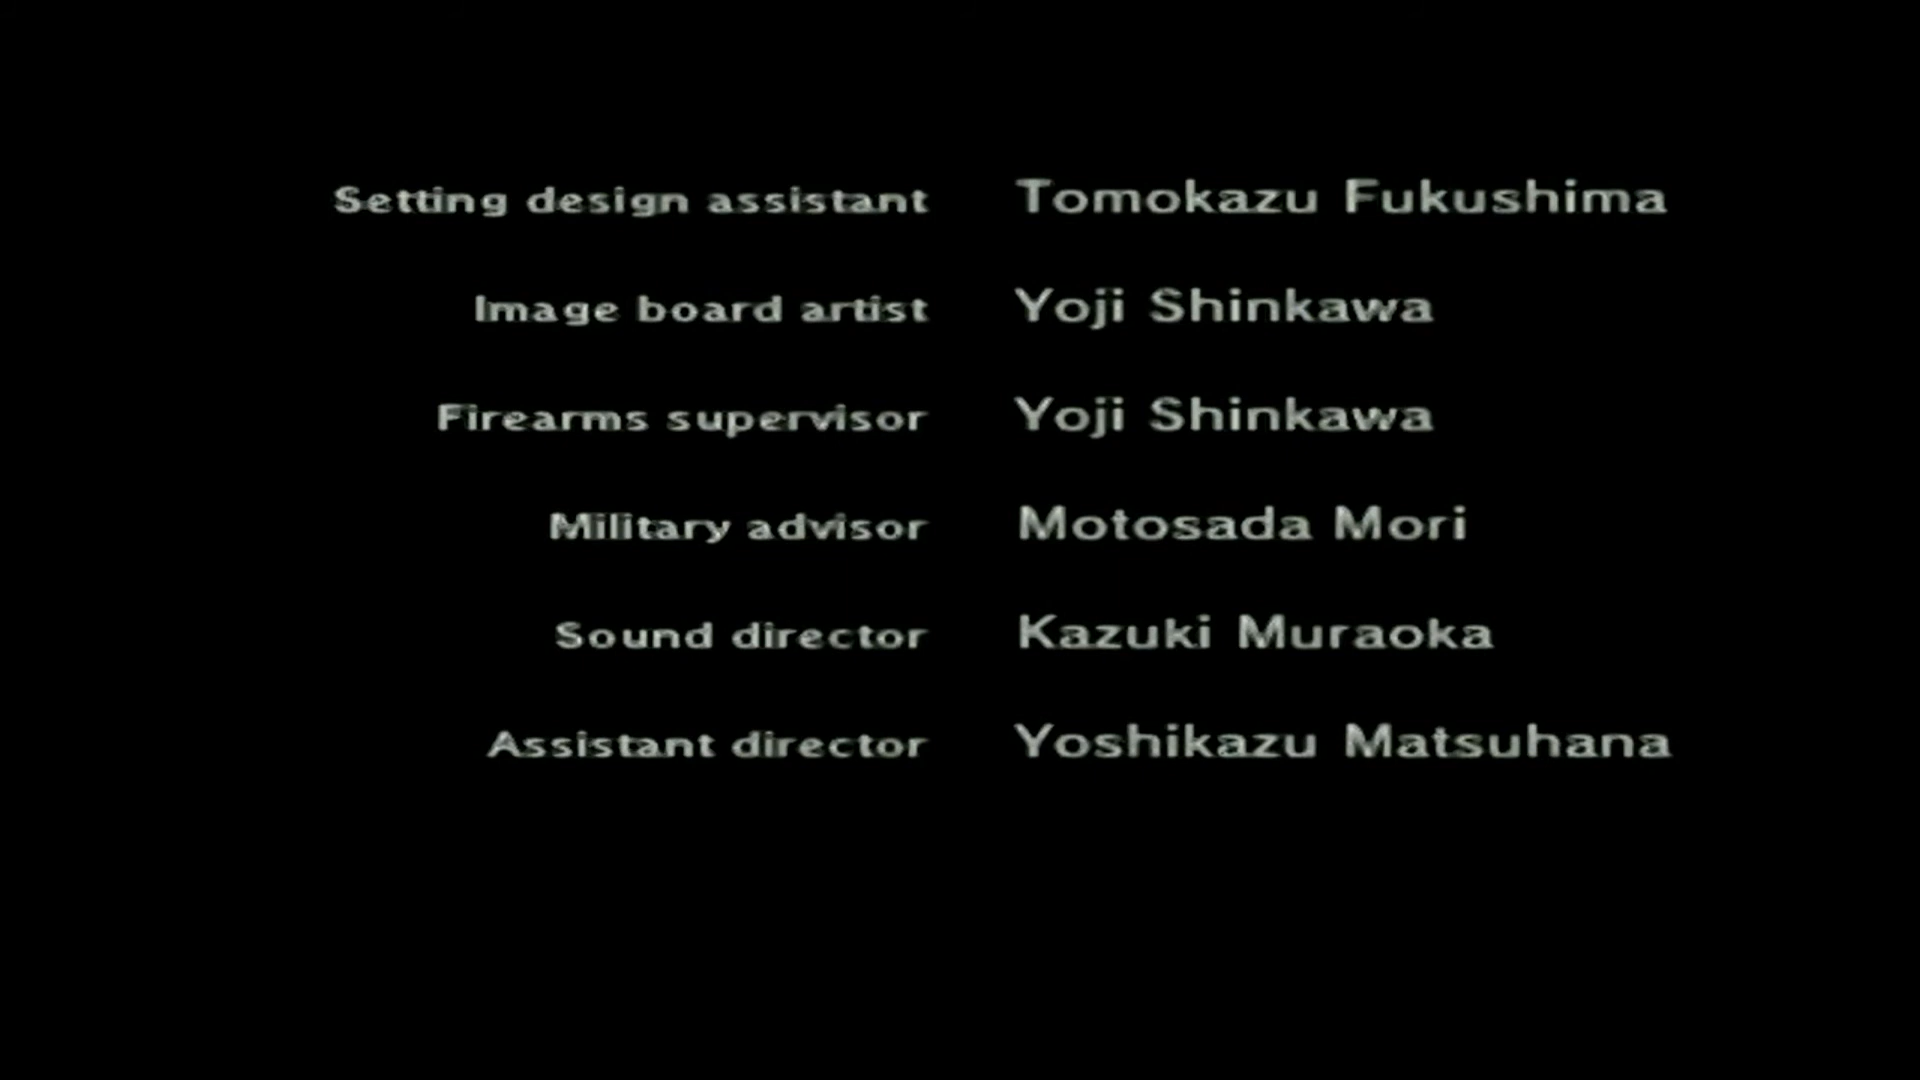 Setting design assistant Tomokazu Fukushima
Image board artist Yoji Shinkawa
Firearms supervisor Yoji Shinkawa
Military advisor Motosada Mori
Sound director Kazuki Muraoka
Assistant director Yoshikazu Matsuhana